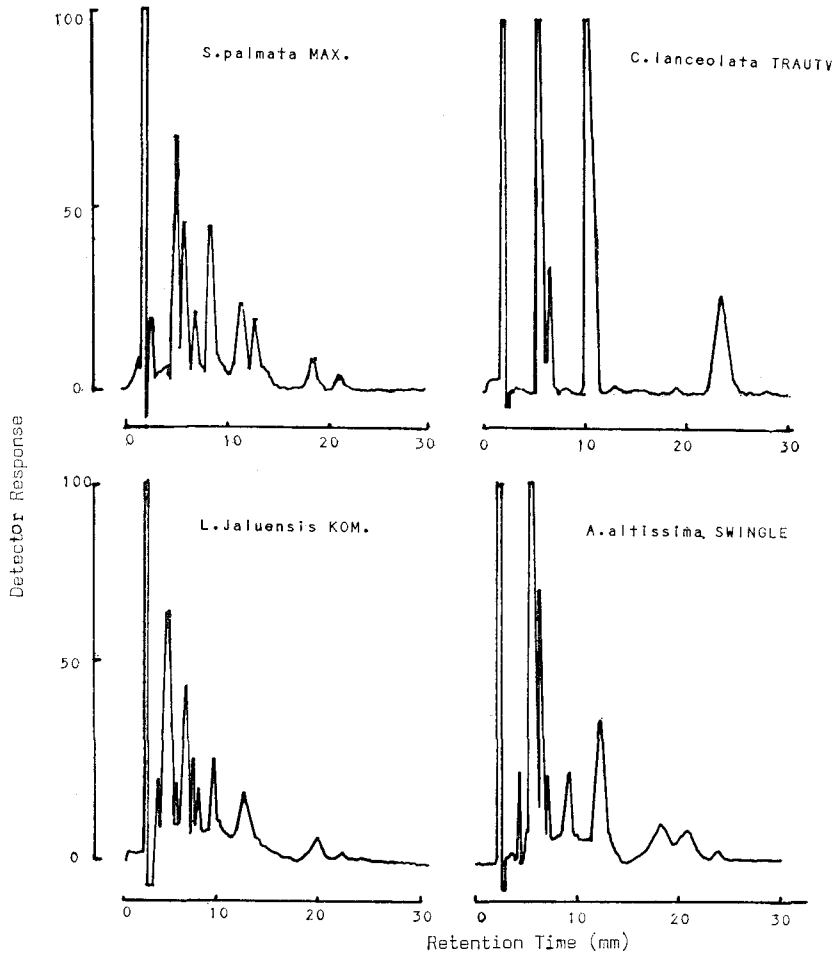 100
S.palmata MAX.
C.lanceolata TRAUTV
50
0
0 10 20 30
0 10 20 30
Detector Response
100
L.Jaluensis KOM.
A.altissima SWINGLE
50
0
0 10 20 30
0 10 20 30
Retention Time (mm)